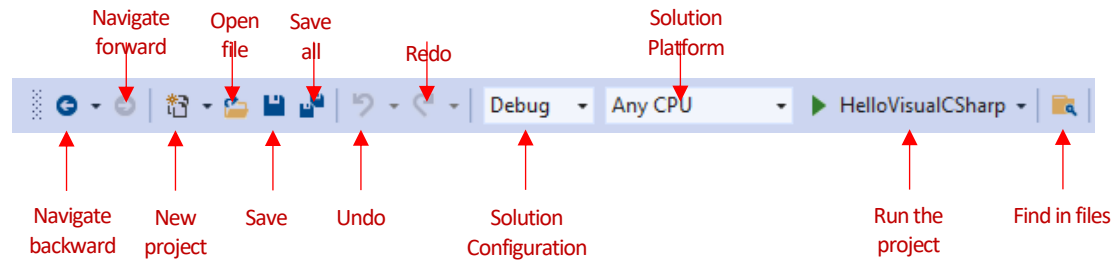 Navigate
forward
Open
file
Save
all
Redo
Solution
Platform
Debug
Any CPU
HelloVisualCSharp
Navigate
backward
New
project
Save
Undo
Solution
Configuration
Run the
project
Find in files